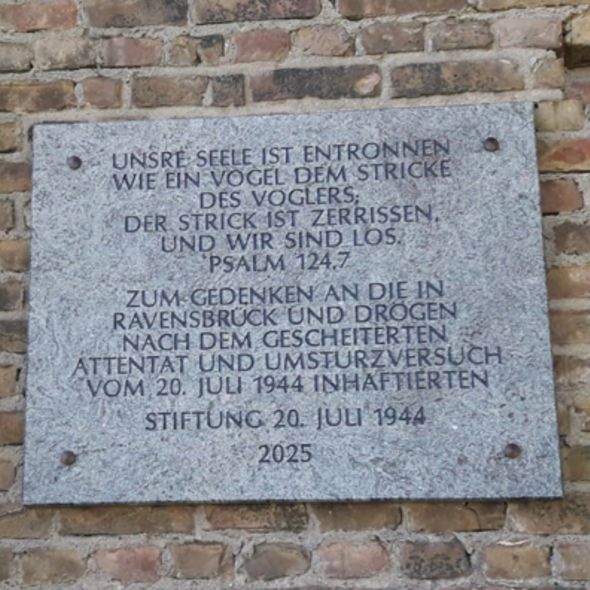 UNSRE SEELE IST ENTRONNEN
WIE EIN VOGEL DEM STRICKE
DES VOGLERS;
DER STRICK IST ZERRISSEN,
UND WIR SIND LOS.
PSALM 124,7
ZUM GEDENKEN AN DIE IN
RAVENSBRÜCK UND DRÖGEN
NACH DEM GESCHEITERTEN
ATTENTAT UND UMSTURZVERSUCH
VOM 20. JULI 1944 INHAFTIERTEN
STIFTUNG 20. JULI 1944
2025